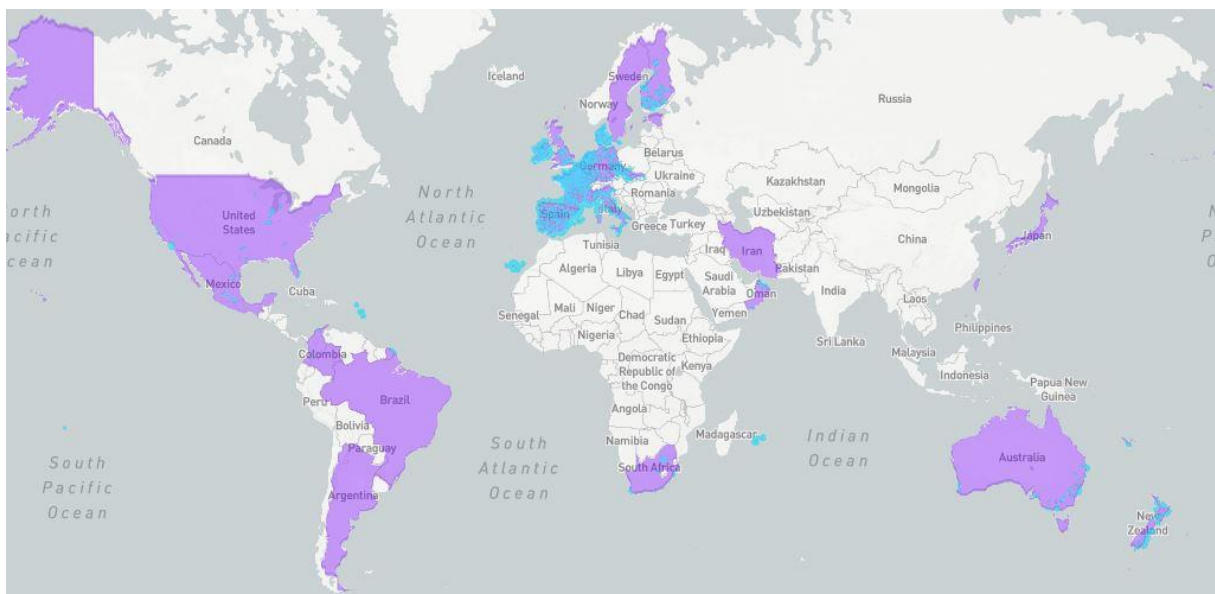 Iceland
Sweden
Norway
Russia
Canada
Belarus
Germany
Ukraine
Kazakhstan
Mongolia
Romania
North
Atlantic
Ocean
United
States
Spain
Italy
Uzbekistan
Greece
Turkey
China
Japan
Tunisia
Iraq
Iran
Algeria
Libya
Egypt
Saudi
Arabia
Pakistan
India
Mexico
Cuba
Oman
Laos
Senegal
Mali
Niger
Chad
Sudan
Yemen
Philippines
Nigeria
Ethiopia
Sri Lanka
Malaysia
Colombia
Democratic
Republic of
the Congo
Kenya
Indonesia
Papua New
Guinea
Peru
Brazil
Angola
Bolivia
Namibia
Madagascar
Indian
Ocean
Paraguay
South
Atlantic
Ocean
South Africa
Australia
South
Pacific
Ocean
Argentina
New
Zealand